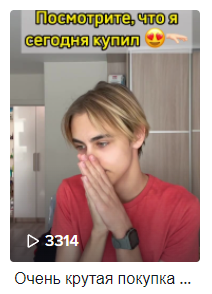 Посмотрите, что я
сегодня купил 😍🫳
3314
Очень крутая покупка ...